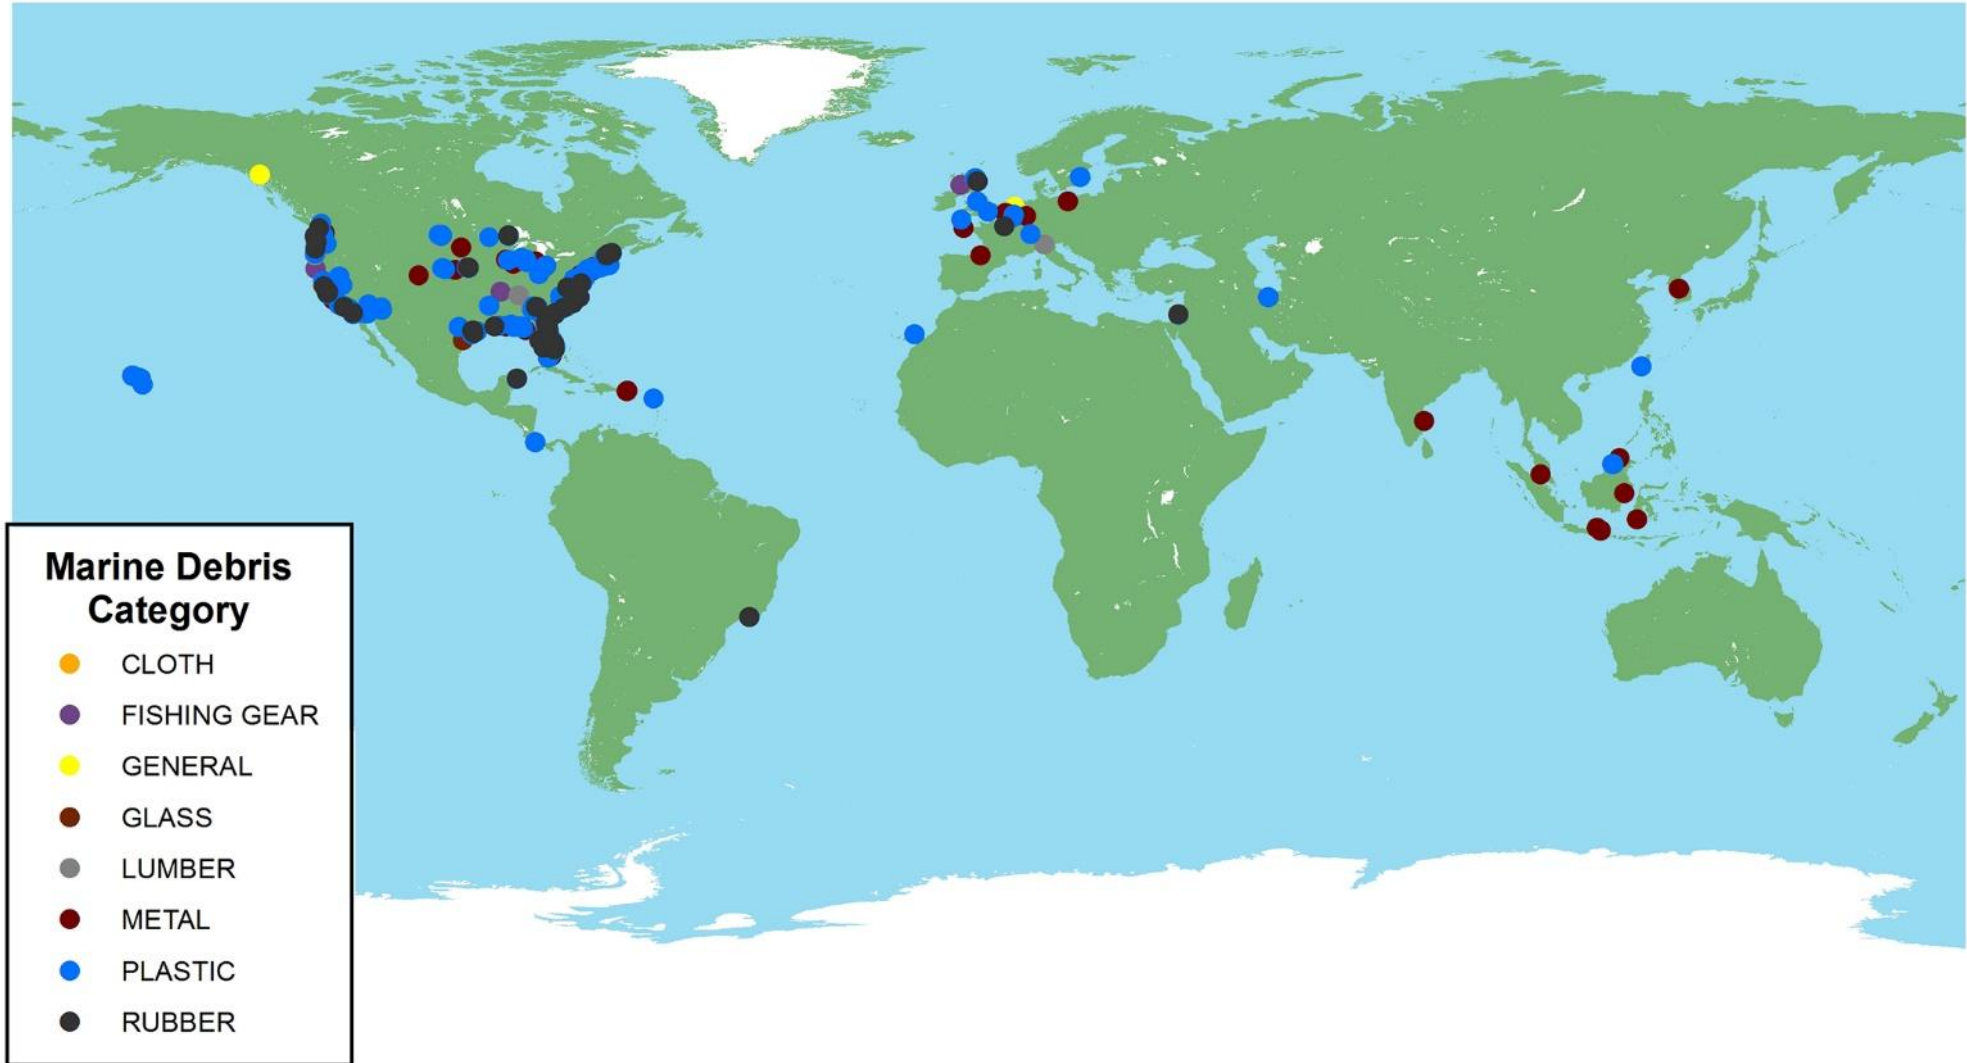 Marine Debris
Category
CLOTH
FISHING GEAR
GENERAL
GLASS
LUMBER
METAL
PLASTIC
RUBBER